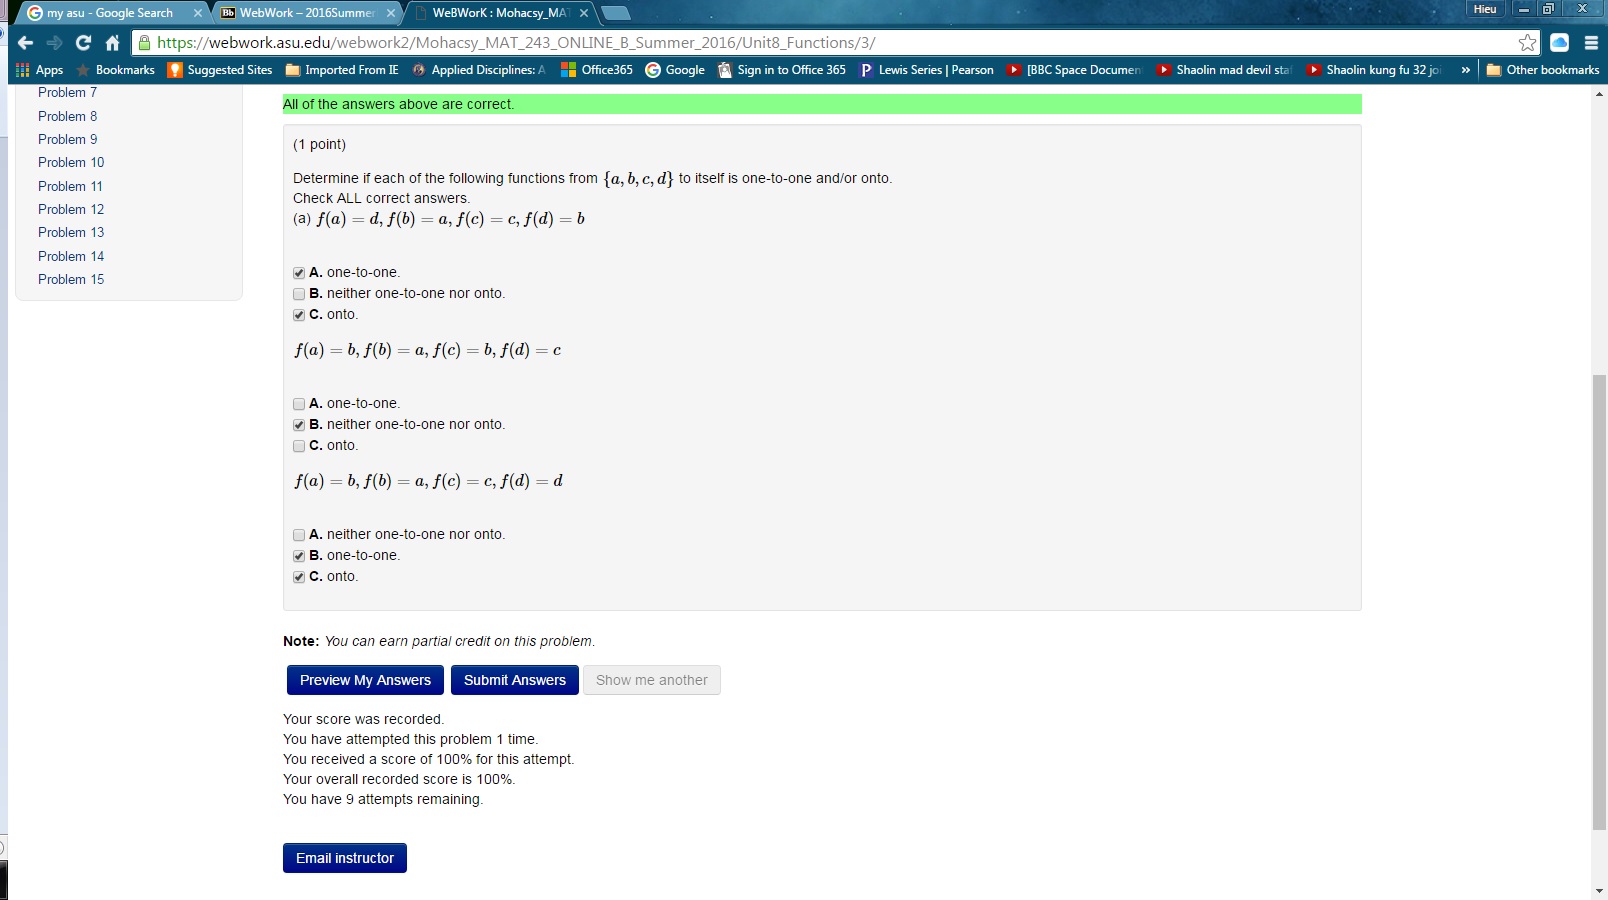 my asu - Google Search
Bb WebWork – 2016Summer
WeBWorK : Mohacsy_MA
Hieu
https://webwork.asu.edu/webwork2/Mohacsy_MAT_243_ONLINE_B_Summer_2016/Unit8_Functions/3/
Apps Bookmarks Suggested Sites Imported From IE Applied Disciplines: A Office365 Google Sign in to Office 365 Lewis Series | Pearson [BBC Space Documen Shaolin mad devil sta Shaolin kung fu 32 joi » Other bookmarks
Problem 7
Problem 8
Problem 9
Problem 10
Problem 11
Problem 12
Problem 13
Problem 14
Problem 15
All of the answers above are correct.
(1 point)
Determine if each of the following functions from {a, b, c, d} to itself is one-to-one and/or onto.
Check ALL correct answers.
(a) f(a) = d, f(b) = a, f(c) = c, f(d) = b
A. one-to-one.
B. neither one-to-one nor onto.
C. onto.
f(a) = b, f(b) = a, f(c) = b, f(d) = c
A. one-to-one.
B. neither one-to-one nor onto.
C. onto.
f(a) = b, f(b) = a, f(c) = c, f(d) = d
A. neither one-to-one nor onto.
B. one-to-one.
C. onto.
Note: You can earn partial credit on this problem.
Preview My Answers Submit Answers Show me another
Your score was recorded.
You have attempted this problem 1 time.
You received a score of 100% for this attempt.
Your overall recorded score is 100%.
You have 9 attempts remaining.
Email instructor